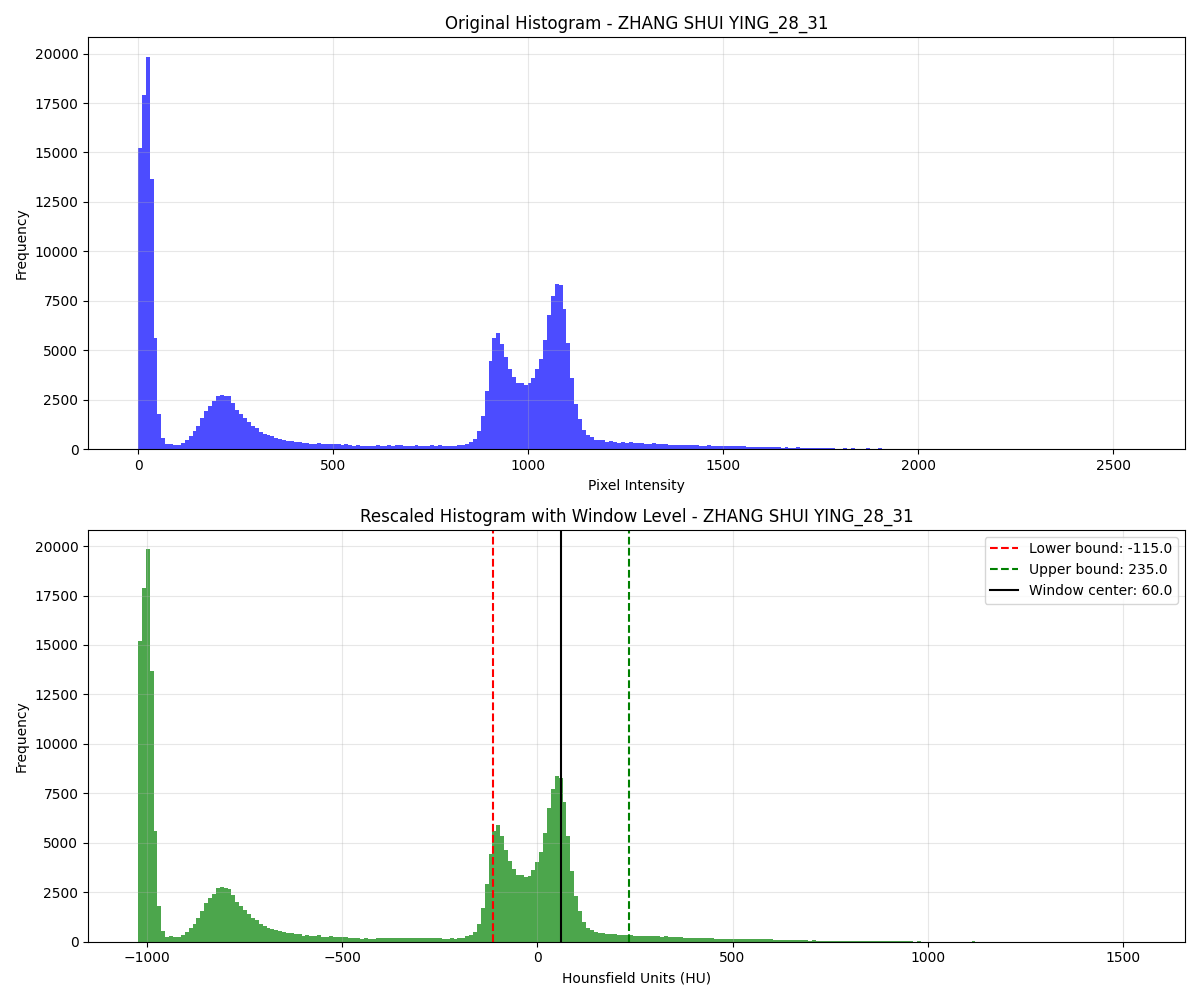 Original Histogram - ZHANG SHUI YING_28_31
20000
17500
15000
12500
10000
7500
5000
2500
0
Frequency
0 500 1000 1500 2000 2500
Pixel Intensity
Rescaled Histogram with Window Level - ZHANG SHUI YING_28_31
Lower bound: -115.0
Upper bound: 235.0
Window center: 60.0
20000
17500
15000
12500
10000
7500
5000
2500
0
Frequency
−1000 −500 0 500 1000 1500
Hounsfield Units (HU)